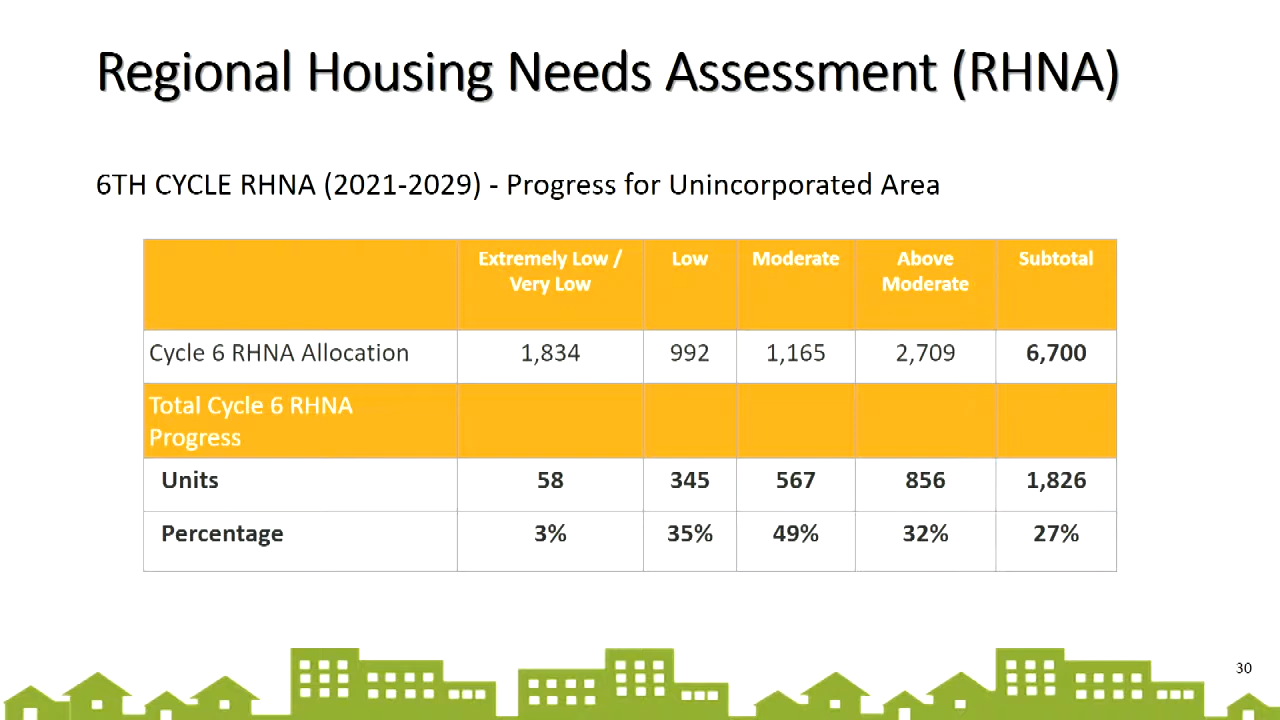 Regional Housing Needs Assessment (RHNA)
6TH CYCLE RHNA (2021-2029) - Progress for Unincorporated Area
Extremely Low / Low Moderate Above Subtotal
Very Low Moderate
Cycle 6 RHNA Allocation 1,834 992 1,165 2,709 6,700
Total Cycle 6 RHNA
Progress
Units 58 345 567 856 1,826
Percentage 3% 35% 49% 32% 27%
30